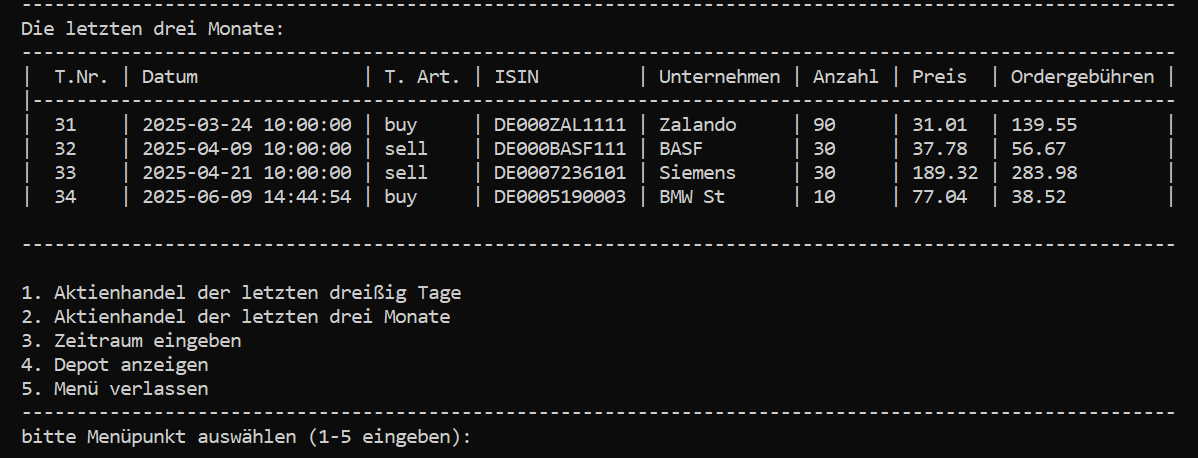 ---------------------------------------------------------------------------------------------------------
Die letzten drei Monate:
---------------------------------------------------------------------------------------------------------
|  T.Nr. | Datum               | T. Art. | ISIN         | Unternehmen | Anzahl | Preis  | Ordergebühren |
|--------------------------------------------------------------------------------------------------------
|  31    | 2025-03-24 10:00:00 | buy     | DE000ZAL1111 | Zalando     | 90     | 31.01  | 139.55        |
|  32    | 2025-04-09 10:00:00 | sell    | DE000BASF111 | BASF        | 30     | 37.78  | 56.67         |
|  33    | 2025-04-21 10:00:00 | sell    | DE0007236101 | Siemens     | 30     | 189.32 | 283.98        |
|  34    | 2025-06-09 14:44:54 | buy     | DE0005190003 | BMW St      | 10     | 77.04  | 38.52         |
---------------------------------------------------------------------------------------------------------
1. Aktienhandel der letzten dreißig Tage
2. Aktienhandel der letzten drei Monate
3. Zeitraum eingeben
4. Depot anzeigen
5. Menü verlassen
---------------------------------------------------------------------------------------------------------
bitte Menüpunkt auswählen (1-5 eingeben):